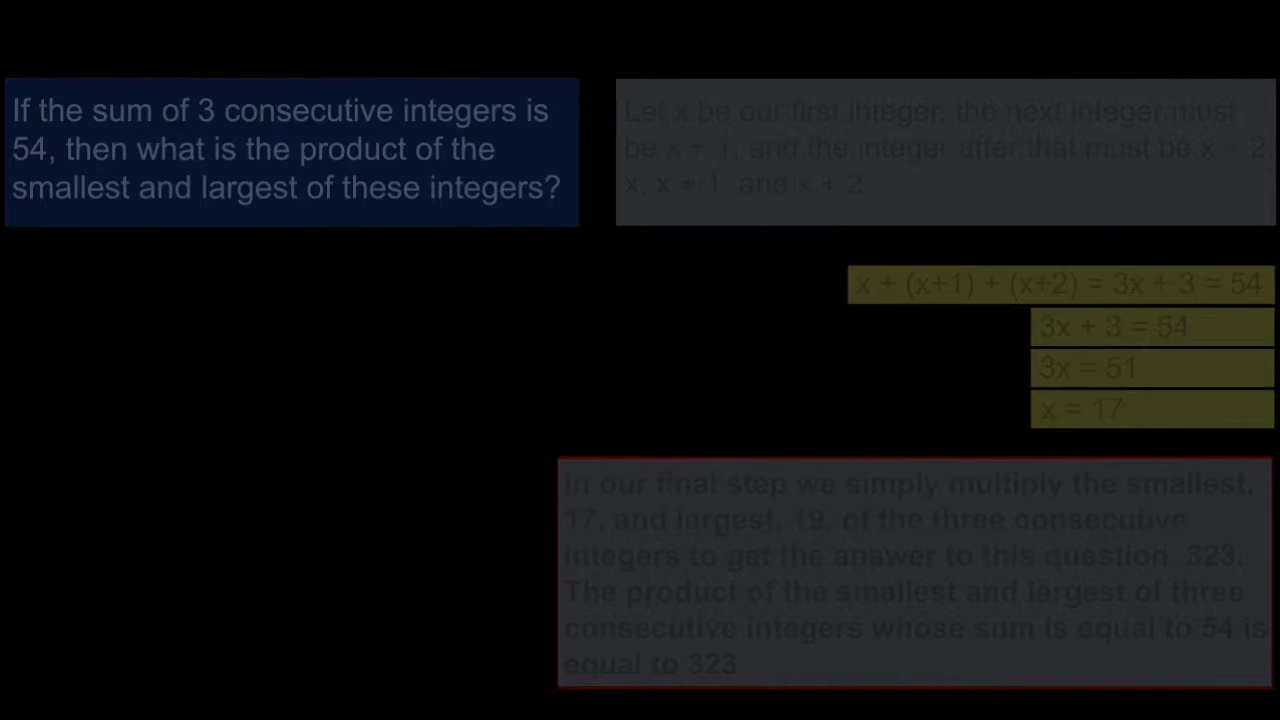 If the sum of 3 consecutive integers is
54, then what is the product of the
smallest and largest of these integers?
Let x be our first integer, the next integer must
be x + 1, and the integer after that must be x + 2.
x, x + 1, and x + 2
x + (x+1) + (x+2) = 3x + 3 = 54
3x + 3 = 54
3x = 51
x = 17
In our final step we simply multiply the smallest,
17, and largest, 19, of the three consecutive
integers to get the answer to this question, 323.
The product of the smallest and largest of three
consecutive integers whose sum is equal to 54 is
equal to 323